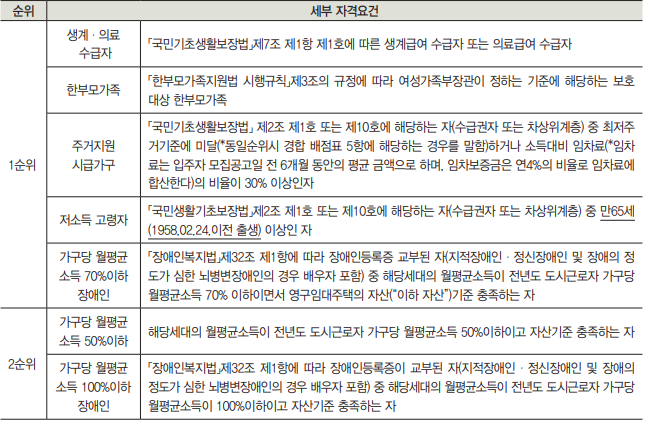 순위 세부 자격요건
1순위
생계 · 의료
수급자
「국민기초생활보장법」제7조 제1항 제1호에 따른 생계급여 수급자 또는 의료급여 수급자
한부모가족
「한부모가족지원법 시행규칙」제3조의 규정에 따라 여성가족부장관이 정하는 기준에 해당하는 보호
대상 한부모가족
주거지원
시급가구
「국민기초생활보장법」 제2조 제1호 또는 제10호에 해당하는 자(수급권자 또는 차상위계층) 중 최저주
거기준에 미달(*동일순위시 경합 배점표 5항에 해당하는 경우를 말함)하거나 소득대비 임차료(*임차
료는 입주자 모집공고일 전 6개월 동안의 평균 금액으로 하며, 임차보증금은 연4%의 비율로 임차료에
합산한다)의 비율이 30% 이상인자
저소득 고령자
「국민생활기초보장법」제2조 제1호 또는 제10호에 해당하는 자(수급권자 또는 차상위계층) 중 만65세
(1958.02.24.이전 출생) 이상인 자
가구당 월평균
소득 70%이하
장애인
「장애인복지법」제32조 제1항에 따라 장애인등록증 교부된 자(지적장애인 · 정신장애인 및 장애의 정
도가 심한 뇌병변장애인의 경우 배우자 포함) 중 해당세대의 월평균소득이 전년도 도시근로자 가구당
월평균소득 70% 이하이면서 영구임대주택의 자산("이하 자산")기준 충족하는 자
2순위
가구당 월평균
소득 50%이하
해당세대의 월평균소득이 전년도 도시근로자 가구당 월평균소득 50%이하이고 자산기준 충족하는 자
가구당 월평균
소득 100%이하
장애인
「장애인복지법」제32조 제1항에 따라 장애인등록증이 교부된 자(지적장애인 · 정신장애인 및 장애의
정도가 심한 뇌병변장애인의 경우 배우자 포함) 중 해당세대의 월평균소득이 전년도 도시근로자 가구당
월평균소득이 100%이하이고 자산기준 충족하는 자